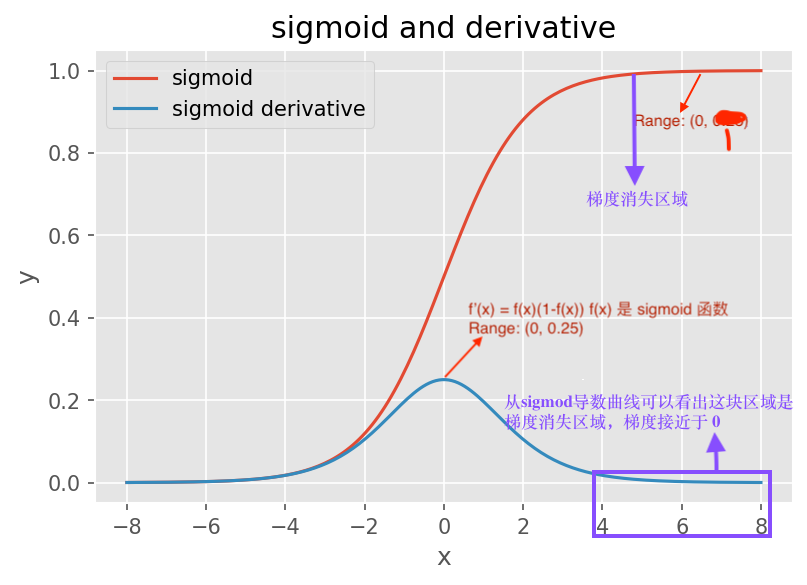 sigmoid and derivative
sigmoid
sigmoid derivative
Range: (0, 
梯度消失区域
f'(x) = f(x)(1-f(x)) f(x) 是 sigmoid 函数
Range: (0, 0.25)
从sigmod导数曲线可以看出这块区域是
梯度消失区域，梯度接近于 0
y
1.0
0.8
0.6
0.4
0.2
0.0
−8 −6 −4 −2 0 2 4 6 8
x